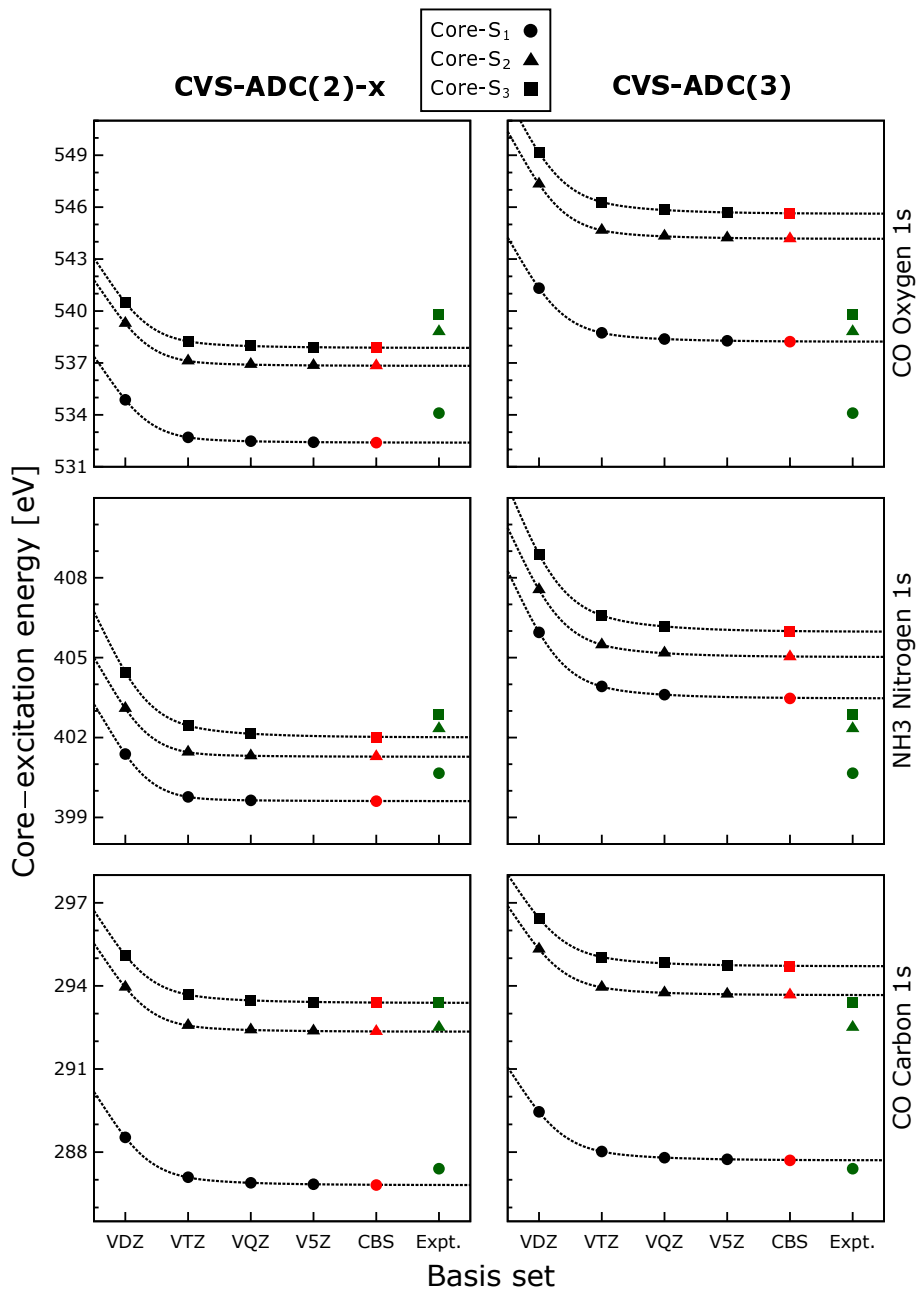 Core-S1
Core-S2
Core-S3
CVS-ADC(2)-x
CVS-ADC(3)
Core−excitation energy [eV]
549
546
543
540
537
534
531
CO Oxygen 1s
408
405
402
399
NH3 Nitrogen 1s
297
294
291
288
CO Carbon 1s
VDZ VTZ VQZ V5Z CBS Expt.
VDZ VTZ VQZ V5Z CBS Expt.
Basis set